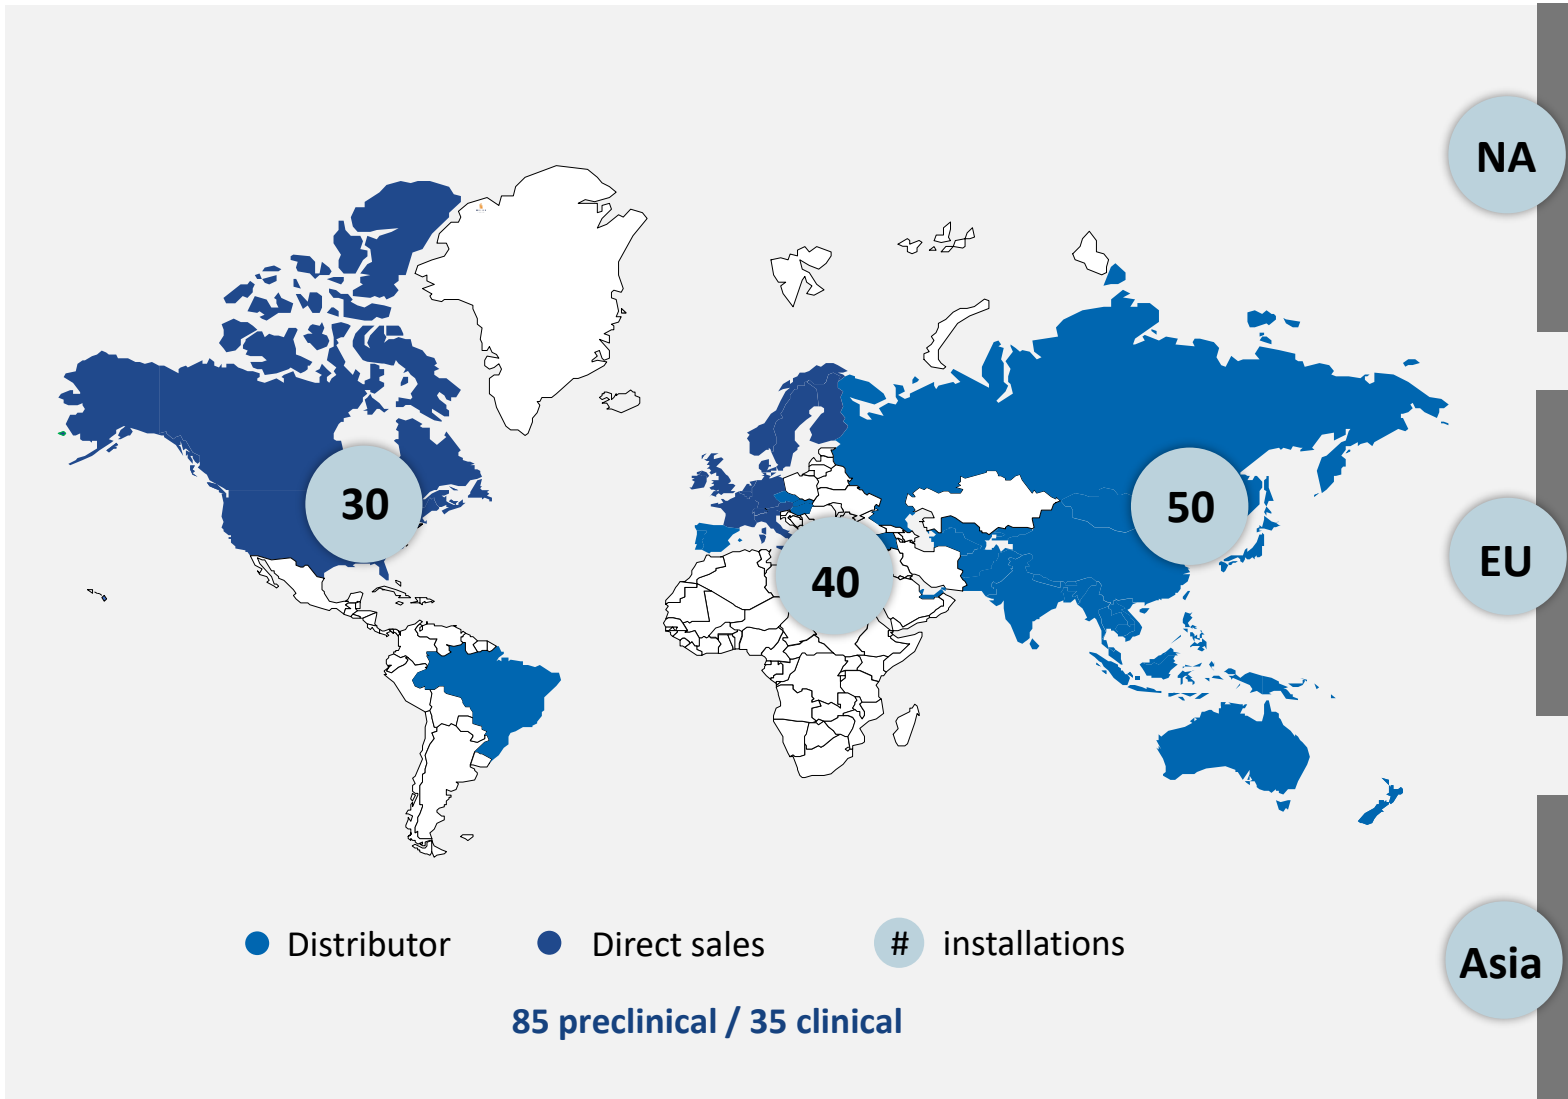 NA
30
50
40
EU
Distributor
Direct sales
# installations
Asia
85 preclinical / 35 clinical